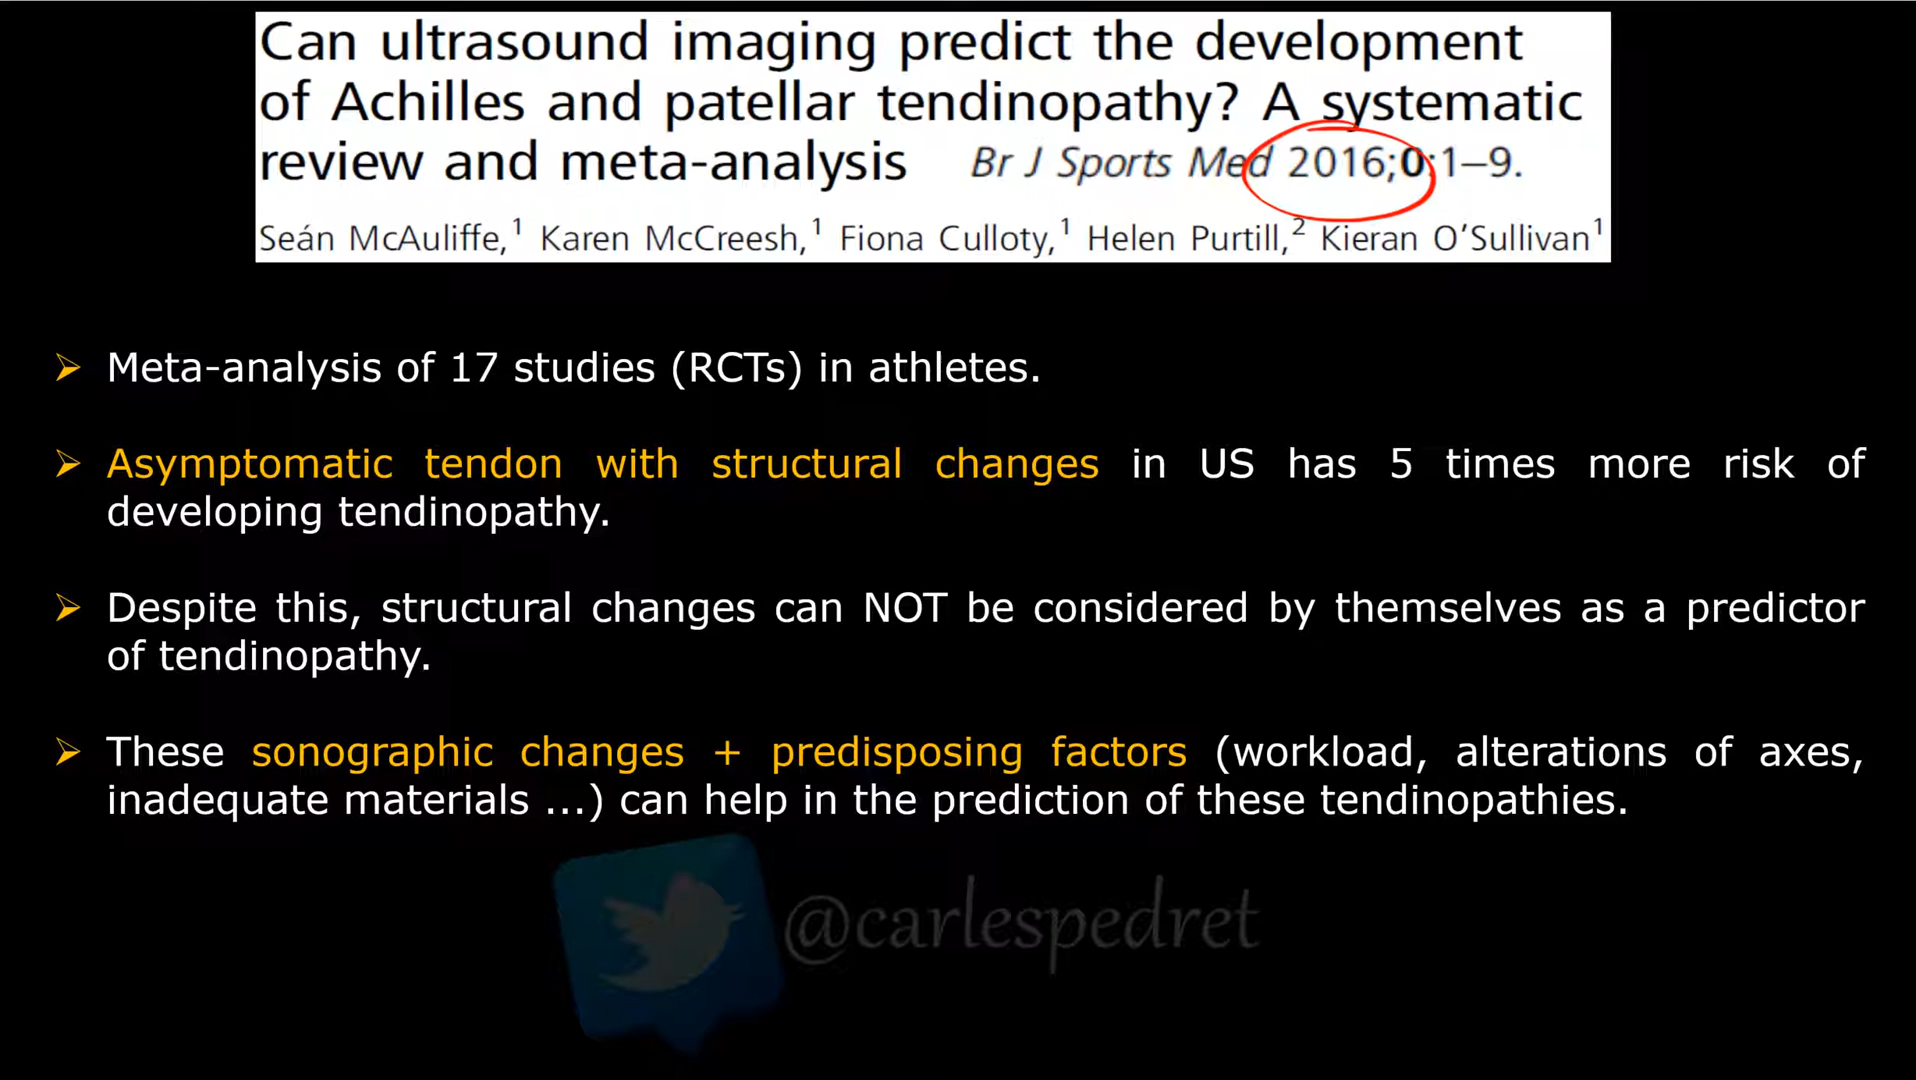 Can ultrasound imaging predict the development
of Achilles and patellar tendinopathy? A systematic
review and meta-analysis Br J Sports Med 2016;0:1–9.
Seán McAuliffe,¹ Karen McCreesh,¹ Fiona Culloty,¹ Helen Purtill,² Kieran O’Sullivan¹
➢ Meta-analysis of 17 studies (RCTs) in athletes.
➢ Asymptomatic tendon with structural changes in US has 5 times more risk of
developing tendinopathy.
➢ Despite this, structural changes can NOT be considered by themselves as a predictor
of tendinopathy.
➢ These sonographic changes + predisposing factors (workload, alterations of axes,
inadequate materials ...) can help in the prediction of these tendinopathies.
@carlespedret